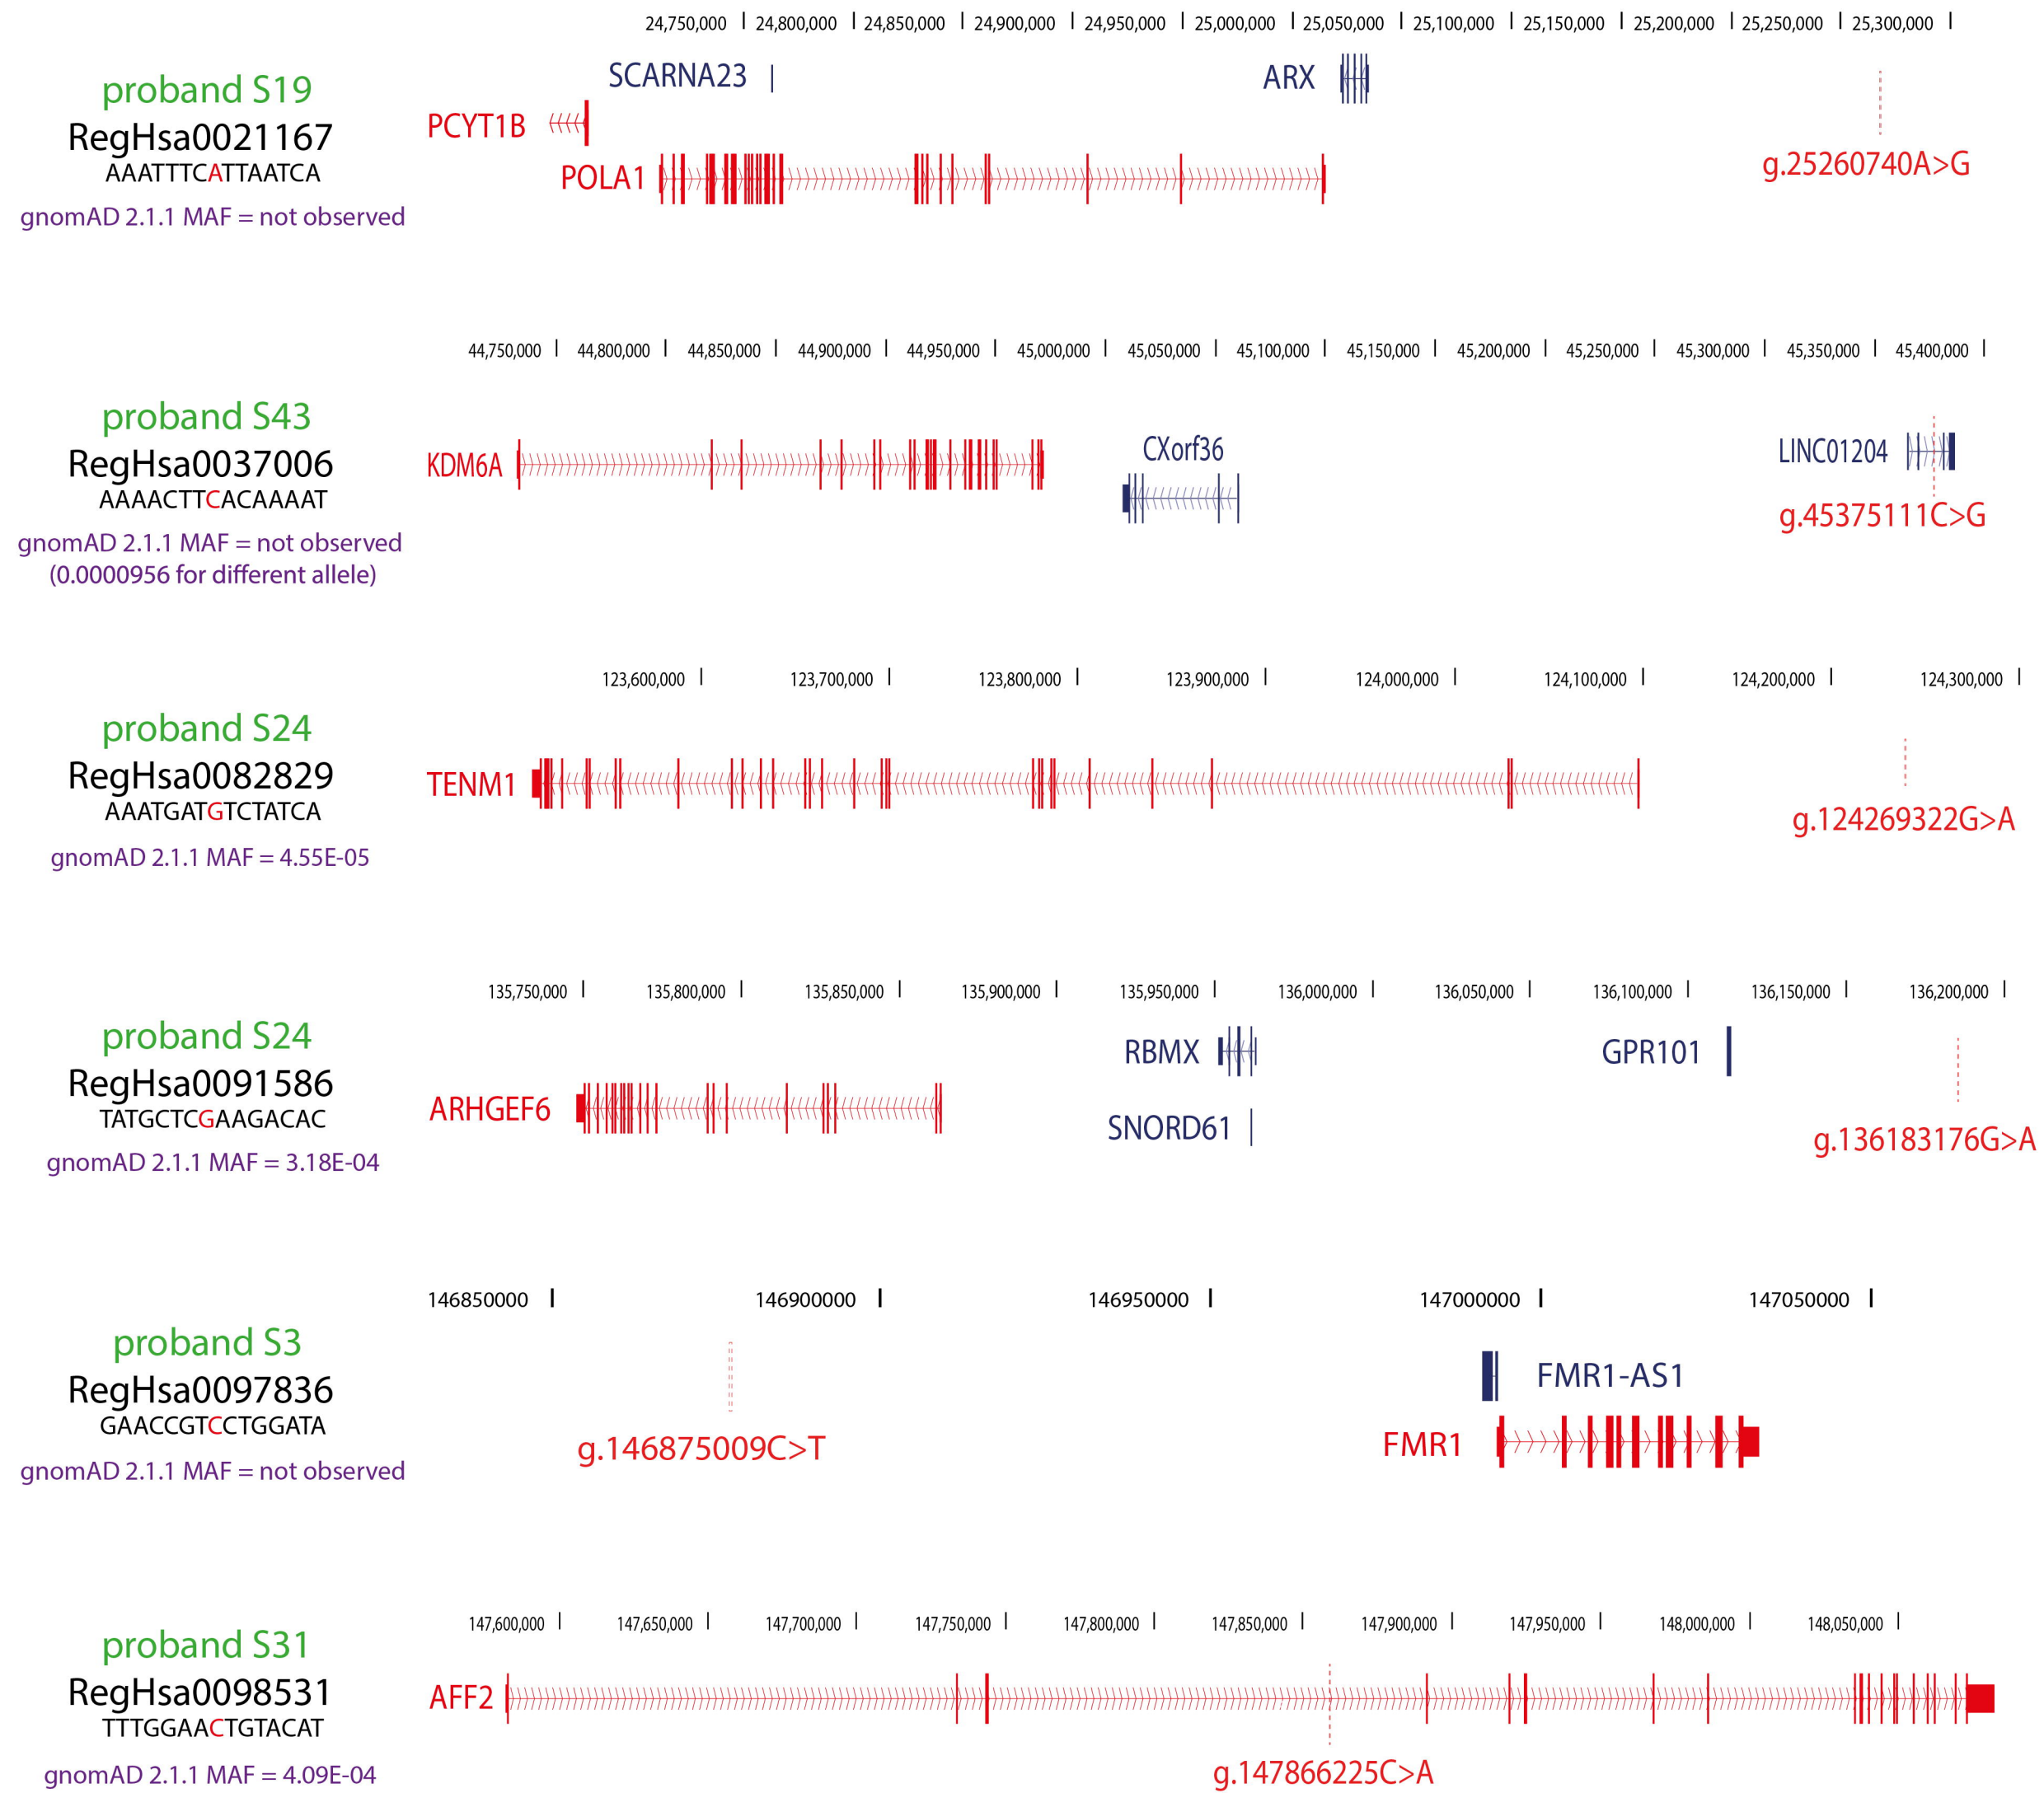 24,750,000 24,800,000 24,850,000 24,900,000 24,950,000 25,000,000 25,050,000 25,100,000 25,150,000 25,200,000 25,250,000 25,300,000
proband S19
RegHsa0021167
AAATTTCATTAATCA
gnomAD 2.1.1 MAF = not observed
SCARNA23
ARX
PCYT1B
POLA1
g.25260740A>G
44,750,000 44,800,000 44,850,000 44,900,000 44,950,000 45,000,000 45,050,000 45,100,000 45,150,000 45,200,000 45,250,000 45,300,000 45,350,000 45,400,000
proband S43
RegHsa0037006
AAAACTTCACAAAAT
gnomAD 2.1.1 MAF = not observed
(0.0000956 for different allele)
KDM6A
CXorf36
LINC01204
g.45375111C>G
123,600,000 123,700,000 123,800,000 123,900,000 124,000,000 124,100,000 124,200,000 124,300,000
proband S24
RegHsa0082829
AAATGATGTCTATCA
gnomAD 2.1.1 MAF = 4.55E-05
TENM1
g.124269322G>A
135,750,000 135,800,000 135,850,000 135,900,000 135,950,000 136,000,000 136,050,000 136,100,000 136,150,000 136,200,000
proband S24
RegHsa0091586
TATGCTCGAAGACAC
gnomAD 2.1.1 MAF = 3.18E-04
RBMX
GPR101
ARHGEF6
SNORD61
g.136183176G>A
146850000 146900000 146950000 147000000 147050000
proband S3
RegHsa0097836
GAACCGTCCTGGATA
gnomAD 2.1.1 MAF = not observed
FMR1-AS1
FMR1
g.146875009C>T
147,600,000 147,650,000 147,700,000 147,750,000 147,800,000 147,850,000 147,900,000 147,950,000 148,000,000 148,050,000
proband S31
RegHsa0098531
TTTGGAACTGTACAT
gnomAD 2.1.1 MAF = 4.09E-04
AFF2
g.147866225C>A